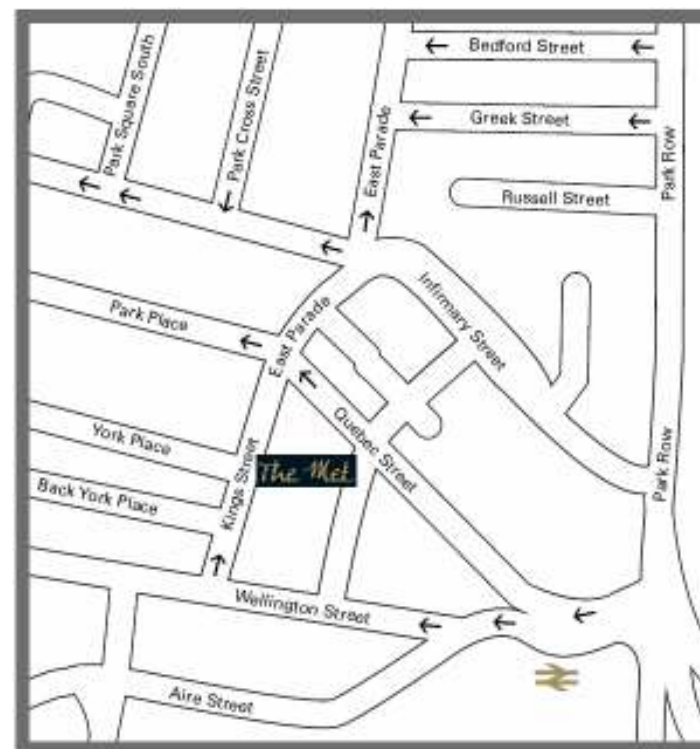 Bedford Street
Park Square South
Park Cross Street
East Parade
Greek Street
Park Row
Russell Street
Infirmary Street
Park Place
East Parade
Quebec Street
York Place
Kings Street
The Met
Park Row
Back York Place
Wellington Street
Aire Street